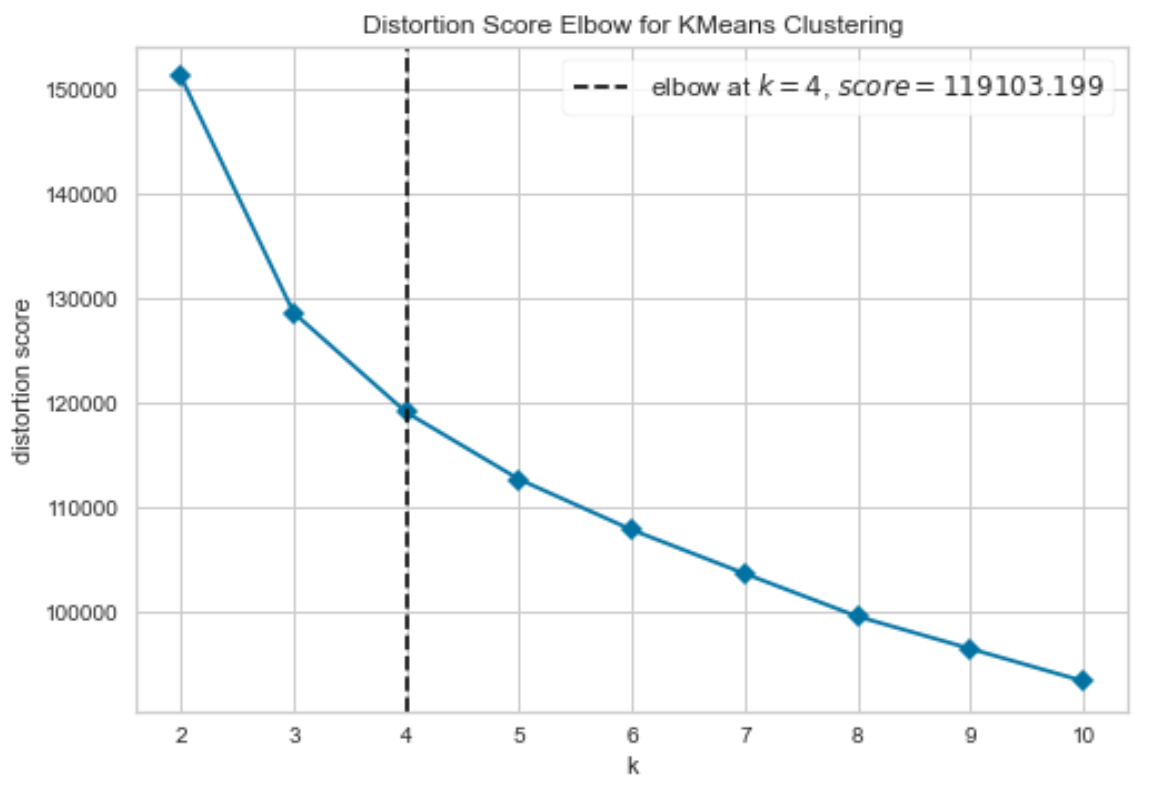 Distortion Score Elbow for KMeans Clustering
elbow at k = 4, score = 119103.199
150000
140000
130000
120000
110000
100000
distortion score
2 3 4 5 6 7 8 9 10
k